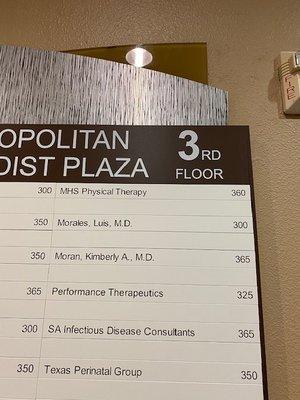 OPOLITAN
DIST PLAZA
3RD
FLOOR
300 MHS Physical Therapy 360
350 Morales, Luis, M.D. 300
350 Moran, Kimberly A., M.D. 365
365 Performance Therapeutics 325
300 SA Infectious Disease Consultants 365
350 Texas Perinatal Group 350
FIRE